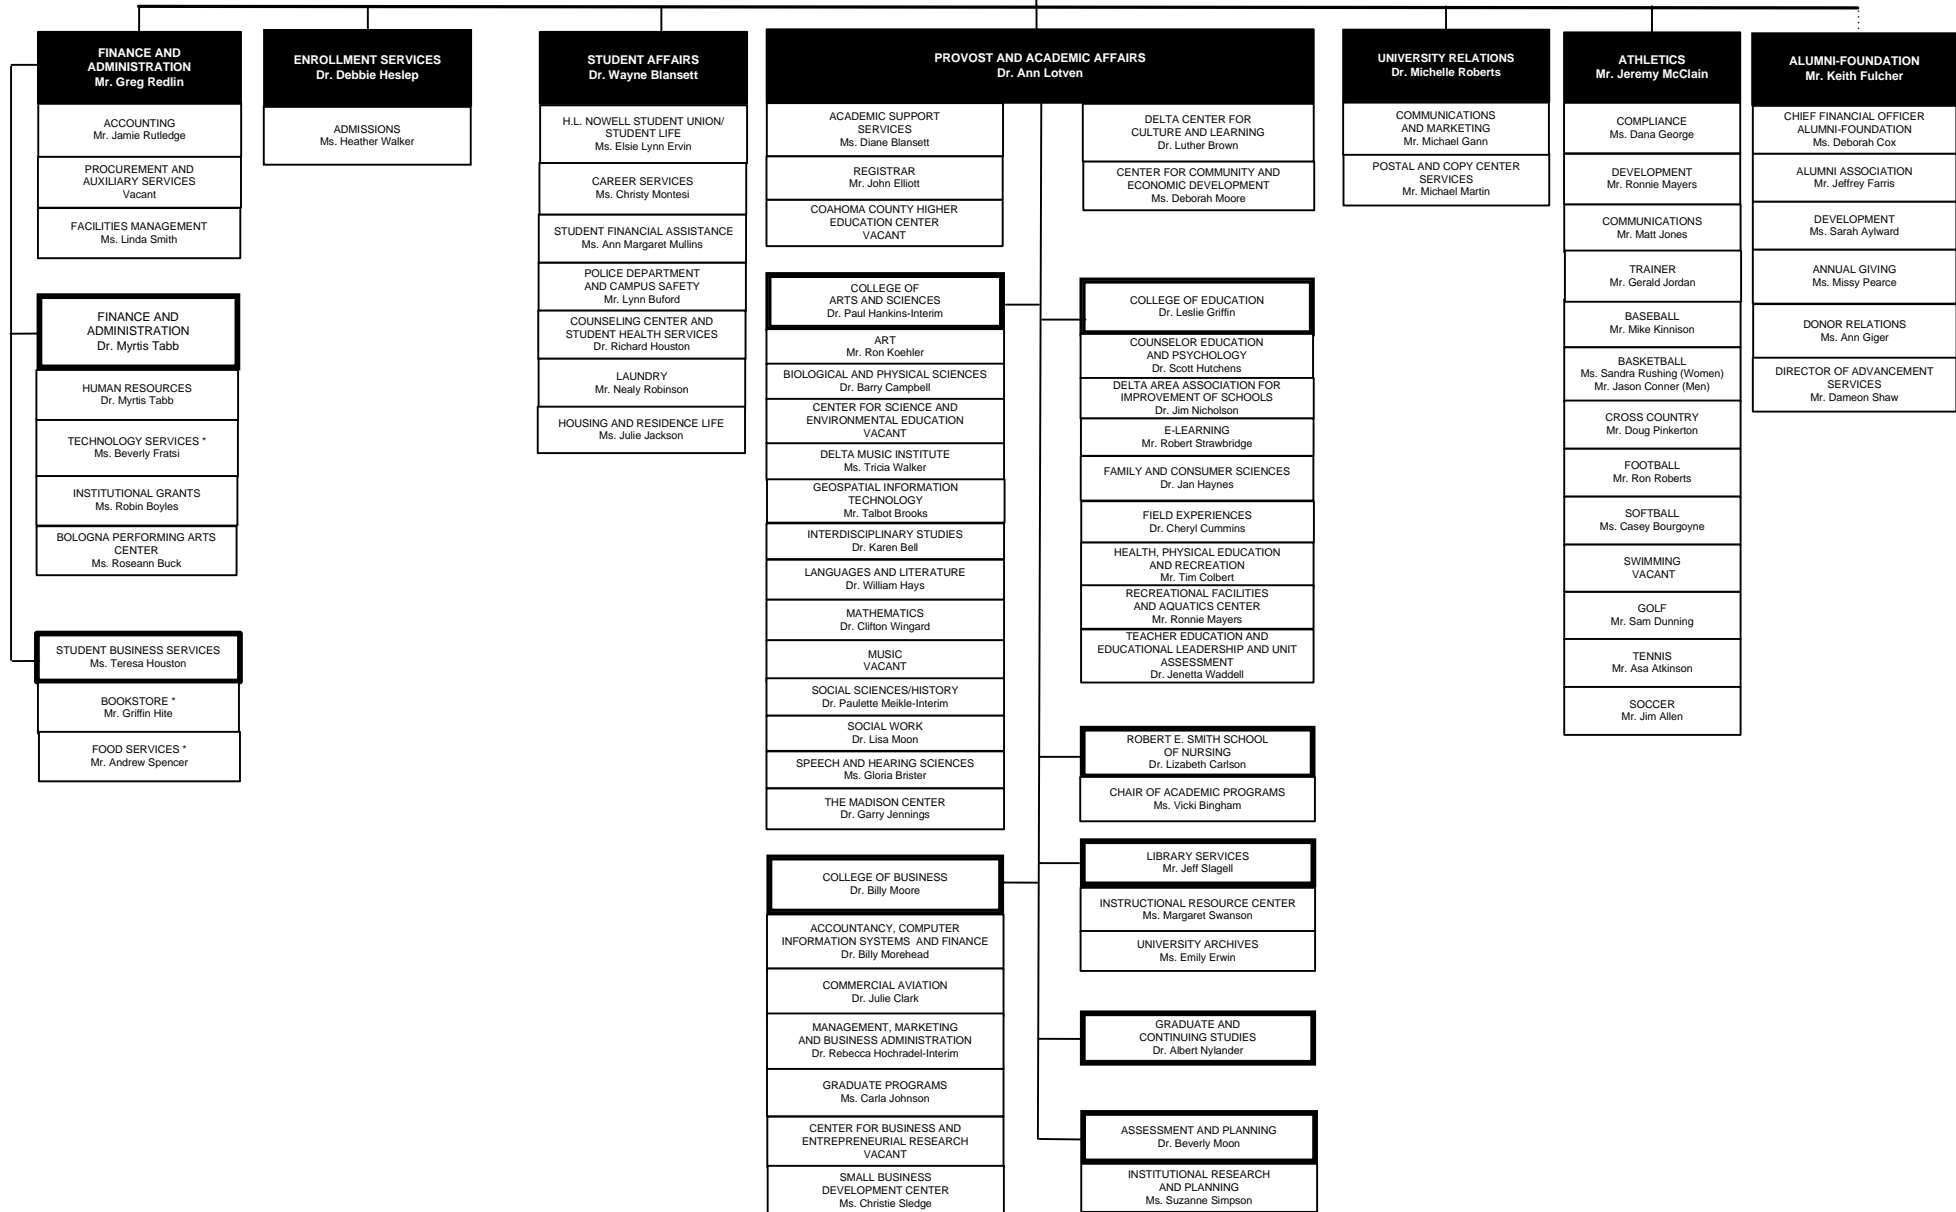 FINANCE AND
ADMINISTRATION
Mr. Greg Redlin
ACCOUNTING
Mr. Jamie Rutledge
PROCUREMENT AND
AUXILIARY SERVICES
Vacant
FACILITIES MANAGEMENT
Ms. Linda Smith
FINANCE AND
ADMINISTRATION
Dr. Myrtis Tabb
HUMAN RESOURCES
Dr. Myrtis Tabb
TECHNOLOGY SERVICES *
Ms. Beverly Fratsi
INSTITUTIONAL GRANTS
Ms. Robin Boyles
BOLOGNA PERFORMING ARTS
CENTER
Ms. Roseann Buck
STUDENT BUSINESS SERVICES
Ms. Teresa Houston
BOOKSTORE *
Mr. Griffin Hite
FOOD SERVICES *
Mr. Andrew Spencer
ENROLLMENT SERVICES
Dr. Debbie Heslep
ADMISSIONS
Ms. Heather Walker
STUDENT AFFAIRS
Dr. Wayne Blansett
H.L. NOWELL STUDENT UNION/
STUDENT LIFE
Ms. Elsie Lynn Ervin
CAREER SERVICES
Ms. Christy Montesi
STUDENT FINANCIAL ASSISTANCE
Ms. Ann Margaret Mullins
POLICE DEPARTMENT
AND CAMPUS SAFETY
Mr. Lynn Buford
COUNSELING CENTER AND
STUDENT HEALTH SERVICES
Dr. Richard Houston
LAUNDRY
Mr. Nealy Robinson
HOUSING AND RESIDENCE LIFE
Ms. Julie Jackson
PROVOST AND ACADEMIC AFFAIRS
Dr. Ann Lotven
ACADEMIC SUPPORT
SERVICES
Ms. Diane Blansett
REGISTRAR
Mr. John Elliott
COAHOMA COUNTY HIGHER
EDUCATION CENTER
VACANT
COLLEGE OF
ARTS AND SCIENCES
Dr. Paul Hankins-Interim
ART
Mr. Ron Koehler
BIOLOGICAL AND PHYSICAL SCIENCES
Dr. Barry Campbell
CENTER FOR SCIENCE AND
ENVIRONMENTAL EDUCATION
VACANT
DELTA MUSIC INSTITUTE
Ms. Tricia Walker
GEOSPATIAL INFORMATION
TECHNOLOGY
Mr. Talbot Brooks
INTERDISCIPLINARY STUDIES
Dr. Karen Bell
LANGUAGES AND LITERATURE
Dr. William Hays
MATHEMATICS
Dr. Clifton Wingard
MUSIC
VACANT
SOCIAL SCIENCES/HISTORY
Dr. Paulette Meikle-Interim
SOCIAL WORK
Dr. Lisa Moon
SPEECH AND HEARING SCIENCES
Ms. Gloria Brister
THE MADISON CENTER
Dr. Garry Jennings
COLLEGE OF BUSINESS
Dr. Billy Moore
ACCOUNTANCY, COMPUTER
INFORMATION SYSTEMS AND FINANCE
Dr. Billy Morehead
COMMERCIAL AVIATION
Dr. Julie Clark
MANAGEMENT, MARKETING
AND BUSINESS ADMINISTRATION
Dr. Rebecca Hochradel-Interim
GRADUATE PROGRAMS
Ms. Carla Johnson
CENTER FOR BUSINESS AND
ENTREPRENEURIAL RESEARCH
VACANT
SMALL BUSINESS
DEVELOPMENT CENTER
Ms. Christie Sledge
DELTA CENTER FOR
CULTURE AND LEARNING
Dr. Luther Brown
CENTER FOR COMMUNITY AND
ECONOMIC DEVELOPMENT
Ms. Deborah Moore
COLLEGE OF EDUCATION
Dr. Leslie Griffin
COUNSELOR EDUCATION
AND PSYCHOLOGY
Dr. Scott Hutchens
DELTA AREA ASSOCIATION FOR
IMPROVEMENT OF SCHOOLS
Dr. Jim Nicholson
E-LEARNING
Mr. Robert Strawbridge
FAMILY AND CONSUMER SCIENCES
Dr. Jan Haynes
FIELD EXPERIENCES
Dr. Cheryl Cummins
HEALTH, PHYSICAL EDUCATION
AND RECREATION
Mr. Tim Colbert
RECREATIONAL FACILITIES
AND AQUATICS CENTER
Mr. Ronnie Mayers
TEACHER EDUCATION AND
EDUCATIONAL LEADERSHIP AND UNIT
ASSESSMENT
Dr. Jenetta Waddell
ROBERT E. SMITH SCHOOL
OF NURSING
Dr. Lizabeth Carlson
CHAIR OF ACADEMIC PROGRAMS
Ms. Vicki Bingham
LIBRARY SERVICES
Mr. Jeff Slagell
INSTRUCTIONAL RESOURCE CENTER
Ms. Margaret Swanson
UNIVERSITY ARCHIVES
Ms. Emily Erwin
GRADUATE AND
CONTINUING STUDIES
Dr. Albert Nylander
ASSESSMENT AND PLANNING
Dr. Beverly Moon
INSTITUTIONAL RESEARCH
AND PLANNING
Ms. Suzanne Simpson
UNIVERSITY RELATIONS
Dr. Michelle Roberts
COMMUNICATIONS
AND MARKETING
Mr. Michael Gann
POSTAL AND COPY CENTER
SERVICES
Mr. Michael Martin
ATHLETICS
Mr. Jeremy McClain
COMPLIANCE
Ms. Dana George
DEVELOPMENT
Mr. Ronnie Mayers
COMMUNICATIONS
Mr. Matt Jones
TRAINER
Mr. Gerald Jordan
BASEBALL
Mr. Mike Kinnison
BASKETBALL
Ms. Sandra Rushing (Women)
Mr. Jason Conner (Men)
CROSS COUNTRY
Mr. Doug Pinkerton
FOOTBALL
Mr. Ron Roberts
SOFTBALL
Ms. Casey Bourgoyne
SWIMMING
VACANT
GOLF
Mr. Sam Dunning
TENNIS
Mr. Asa Atkinson
SOCCER
Mr. Jim Allen
ALUMNI-FOUNDATION
Mr. Keith Fulcher
CHIEF FINANCIAL OFFICER
ALUMNI-FOUNDATION
Ms. Deborah Cox
ALUMNI ASSOCIATION
Mr. Jeffrey Farris
DEVELOPMENT
Ms. Sarah Aylward
ANNUAL GIVING
Ms. Missy Pearce
DONOR RELATIONS
Ms. Ann Giger
DIRECTOR OF ADVANCEMENT
SERVICES
Mr. Dameon Shaw